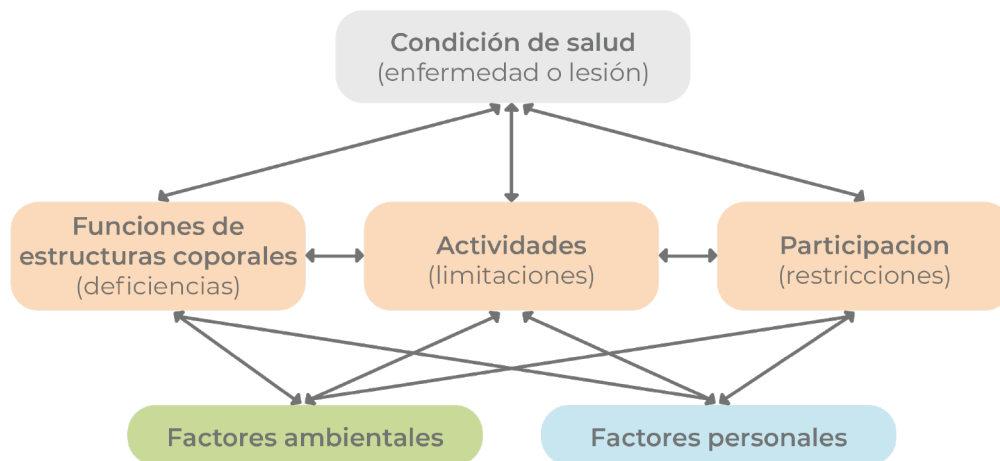 Condición de salud
(enfermedad o lesión)
Funciones de
estructuras coporales
(deficiencias)
Actividades
(limitaciones)
Participacion
(restricciones)
Factores ambientales
Factores personales